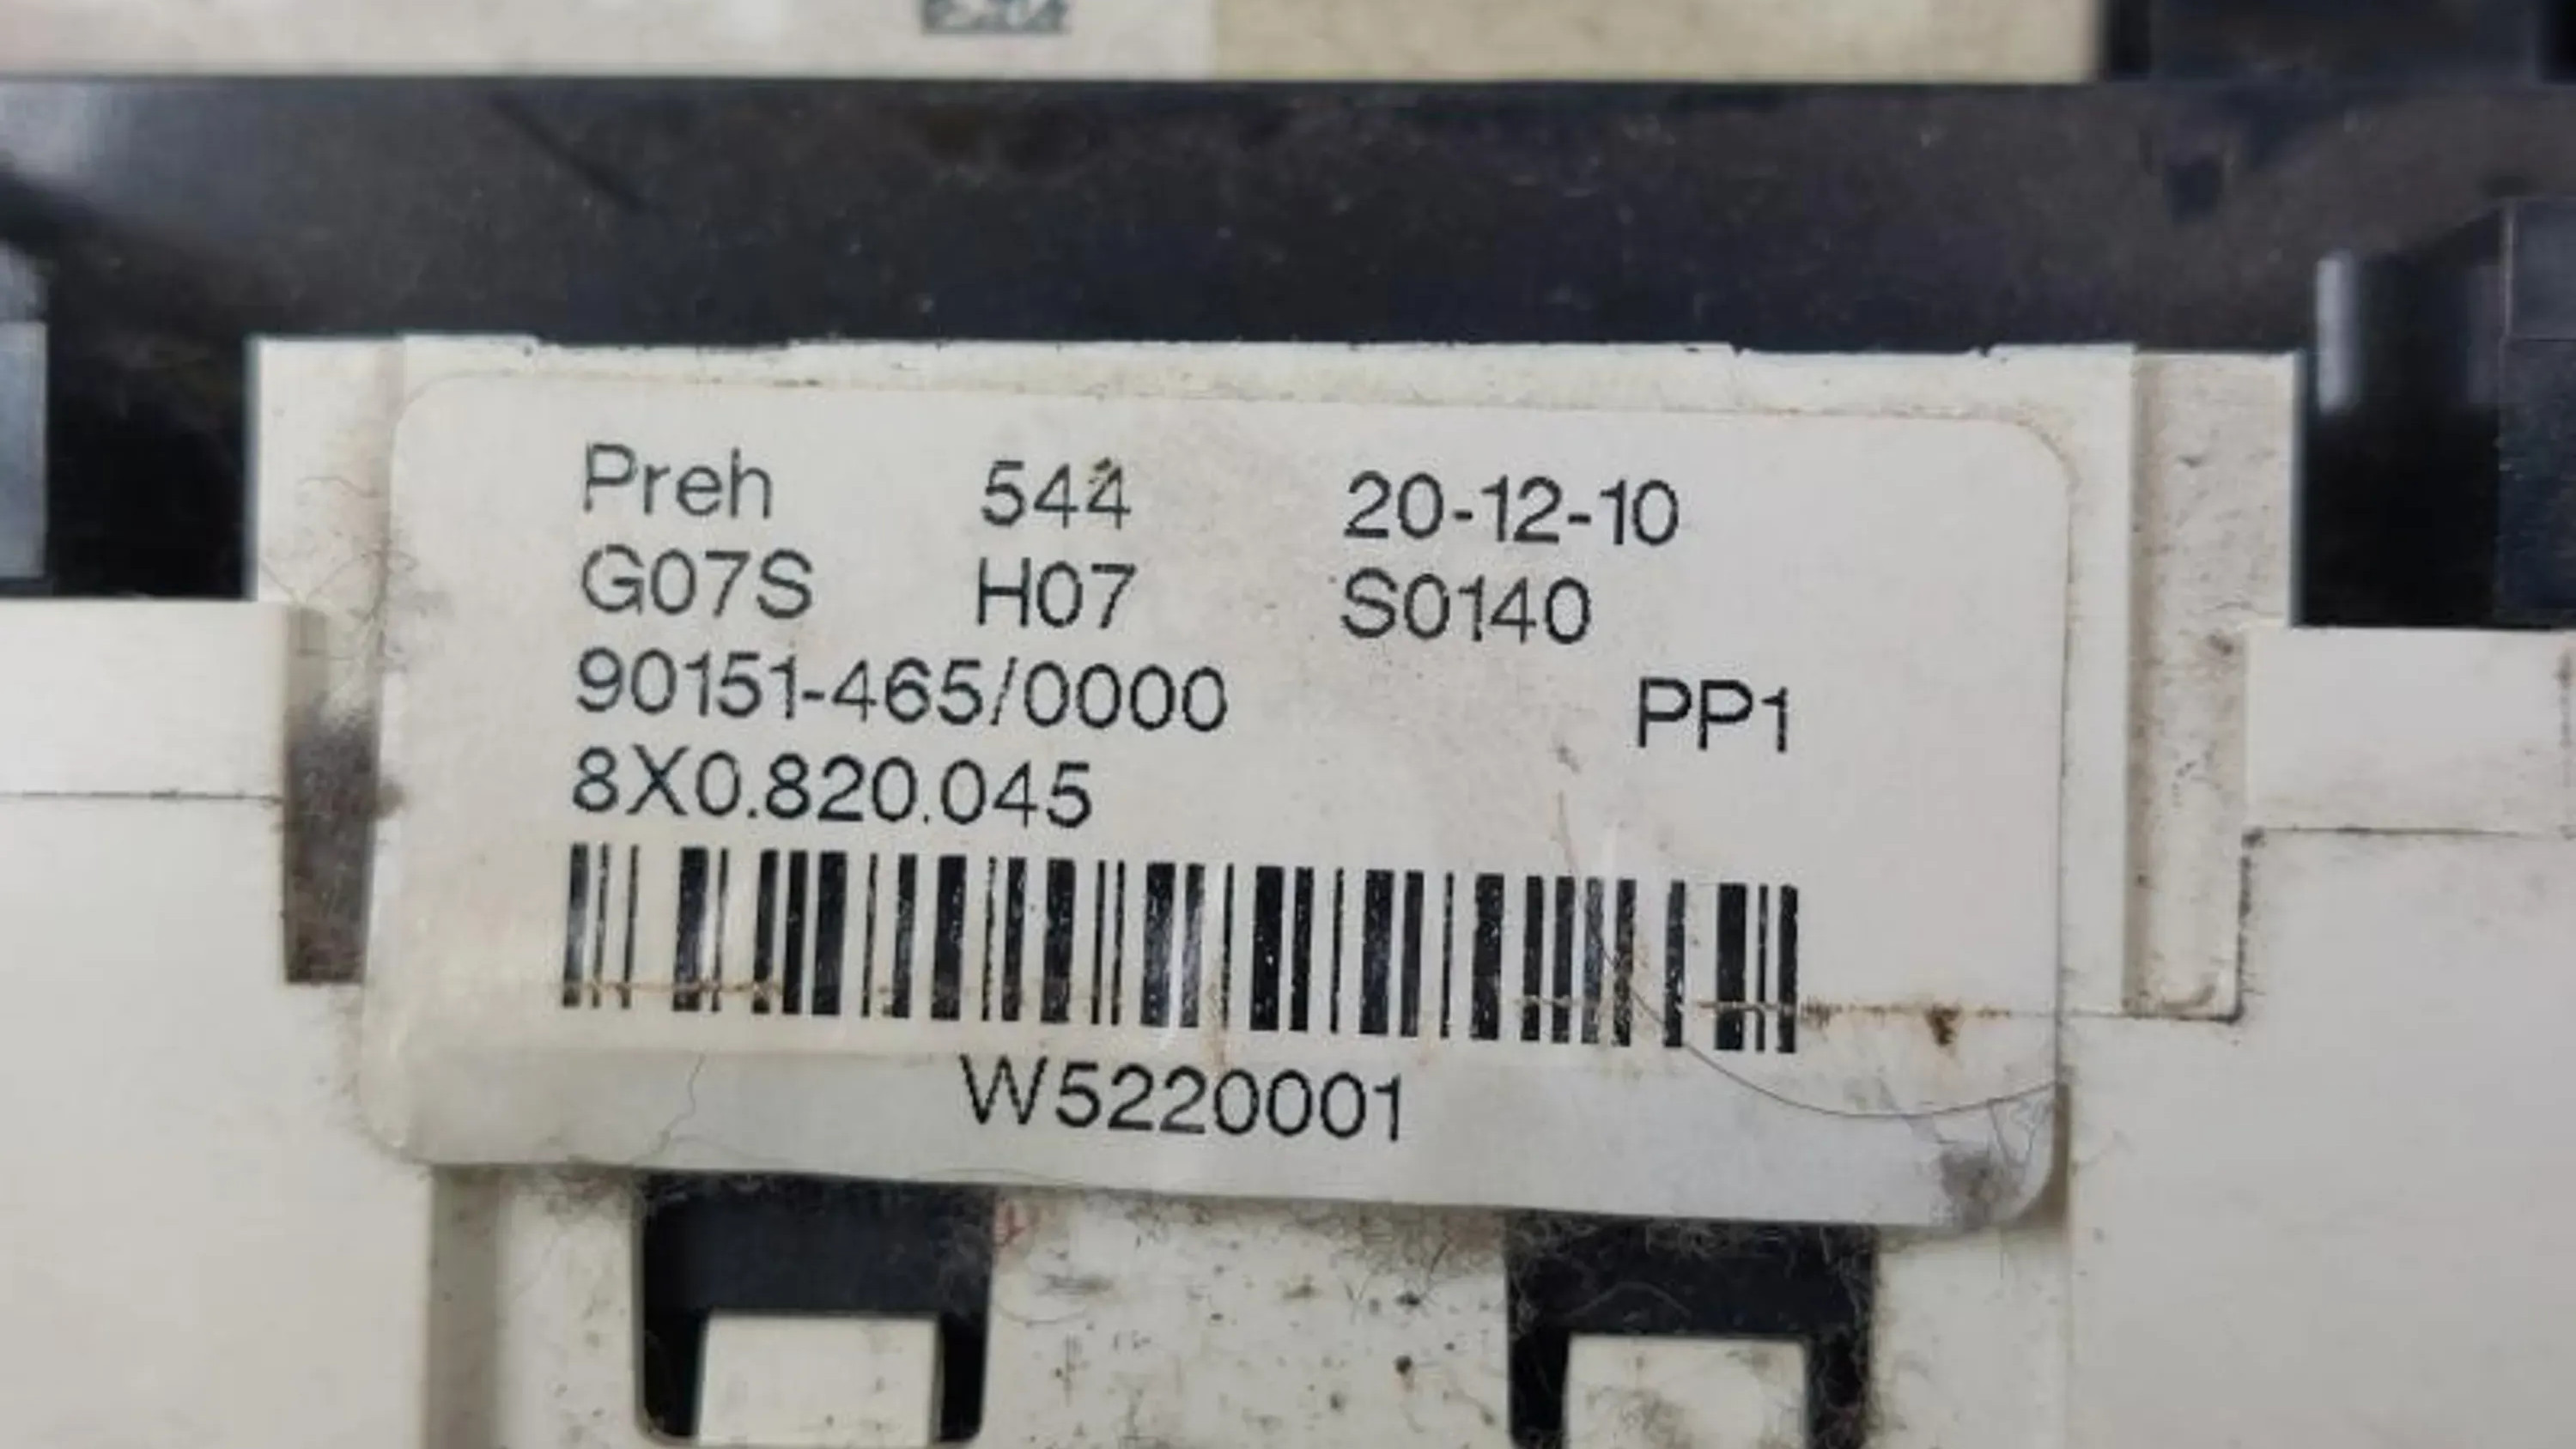 Preh 544 20-12-10
G07S H07 S0140
90151-465/0000 PP1
8X0.820.045
W5220001